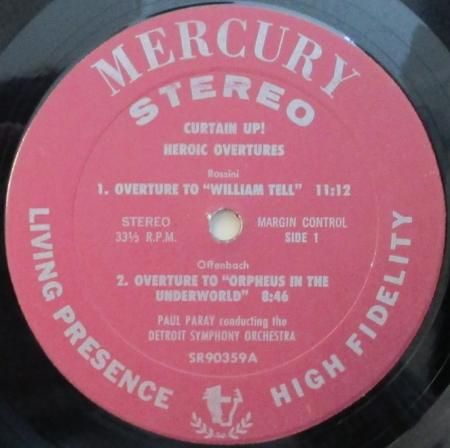 MERCURY
STEREO
CURTAIN UP!
HEROIC OVERTURES
Rossini
1. OVERTURE TO "WILLIAM TELL" 11:12
STEREO
33⅓ R.P.M.
MARGIN CONTROL
SIDE 1
Offenbach
2. OVERTURE TO "ORPHEUS IN THE
UNDERWORLD" 8:46
PAUL PARAY conducting the
DETROIT SYMPHONY ORCHESTRA
SR90359A
LIVING PRESENCE
HIGH FIDELITY